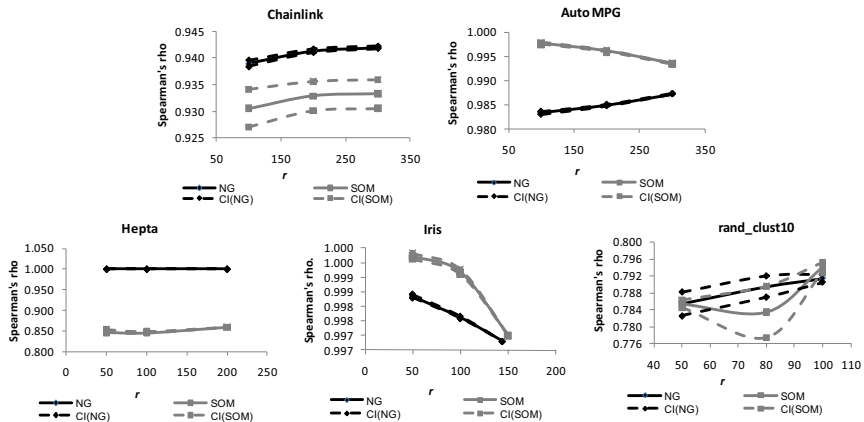 Chainlink
Spearman's rho
0.945
0.940
0.935
0.930
0.925
50 150 250 350
r
NG SOM
CI(NG) CI(SOM)
Auto MPG
Spearman's rho
1.000
0.995
0.990
0.985
0.980
50 150 250 350
r
NG SOM
CI(NG) CI(SOM)
Hepta
Spearman's rho
1.050
1.000
0.950
0.900
0.850
0.800
0 50 100 150 200 250
r
NG SOM
CI(NG) CI(SOM)
Iris
Spearman's rho.
1.000
1.000
0.999
0.999
0.998
0.998
0.997
0.997
0 50 100 150 200
r
NG SOM
CI(NG) CI(SOM)
rand_clust10
Spearman's rho
0.800
0.792
0.784
0.776
40 50 60 70 80 90 100 110
r
NG SOM
CI(NG) CI(SOM)